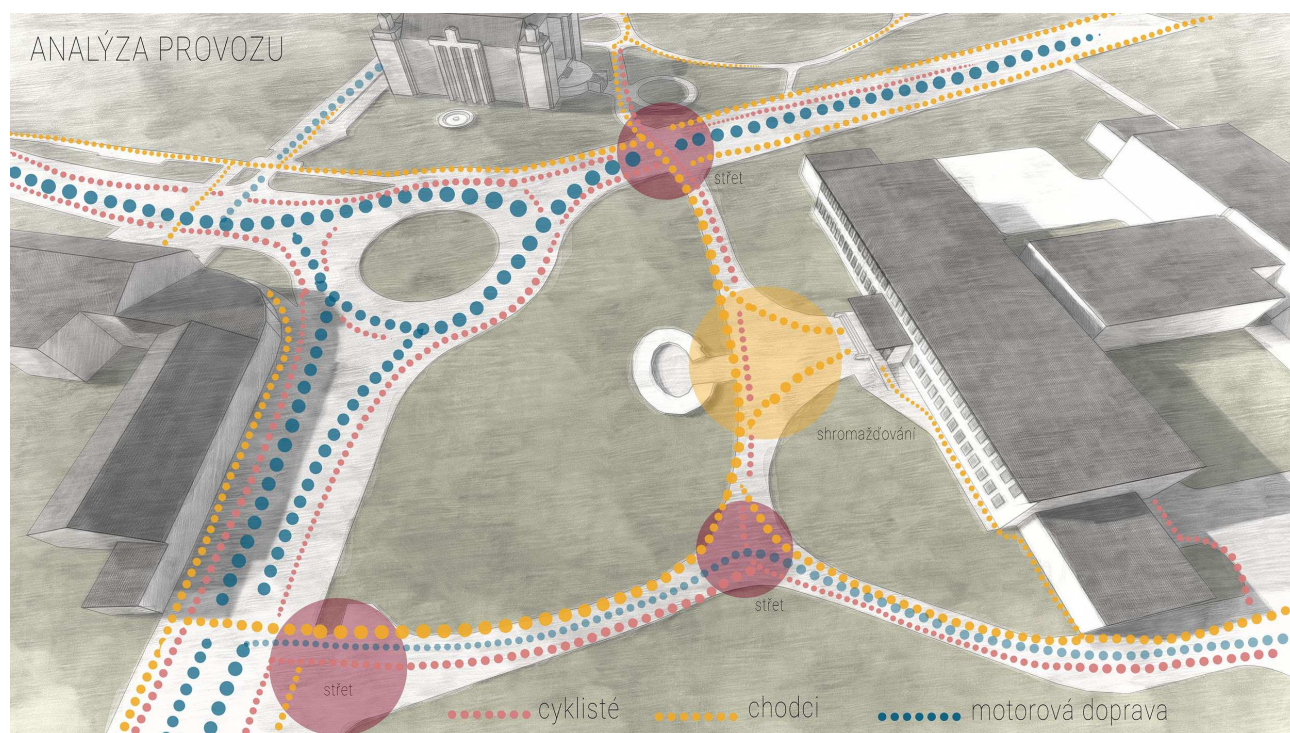 ANALÝZA PROVOZU
střet
shromažďování
střet
střet
cyklisté
chodci
motorová doprava